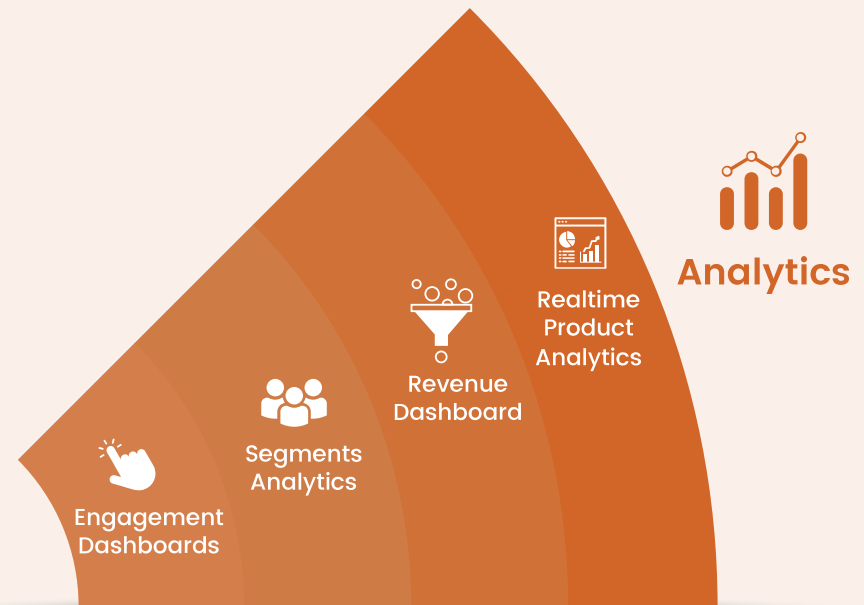 Analytics
Realtime
Product
Analytics
Revenue
Dashboard
Segments
Analytics
Engagement
Dashboards